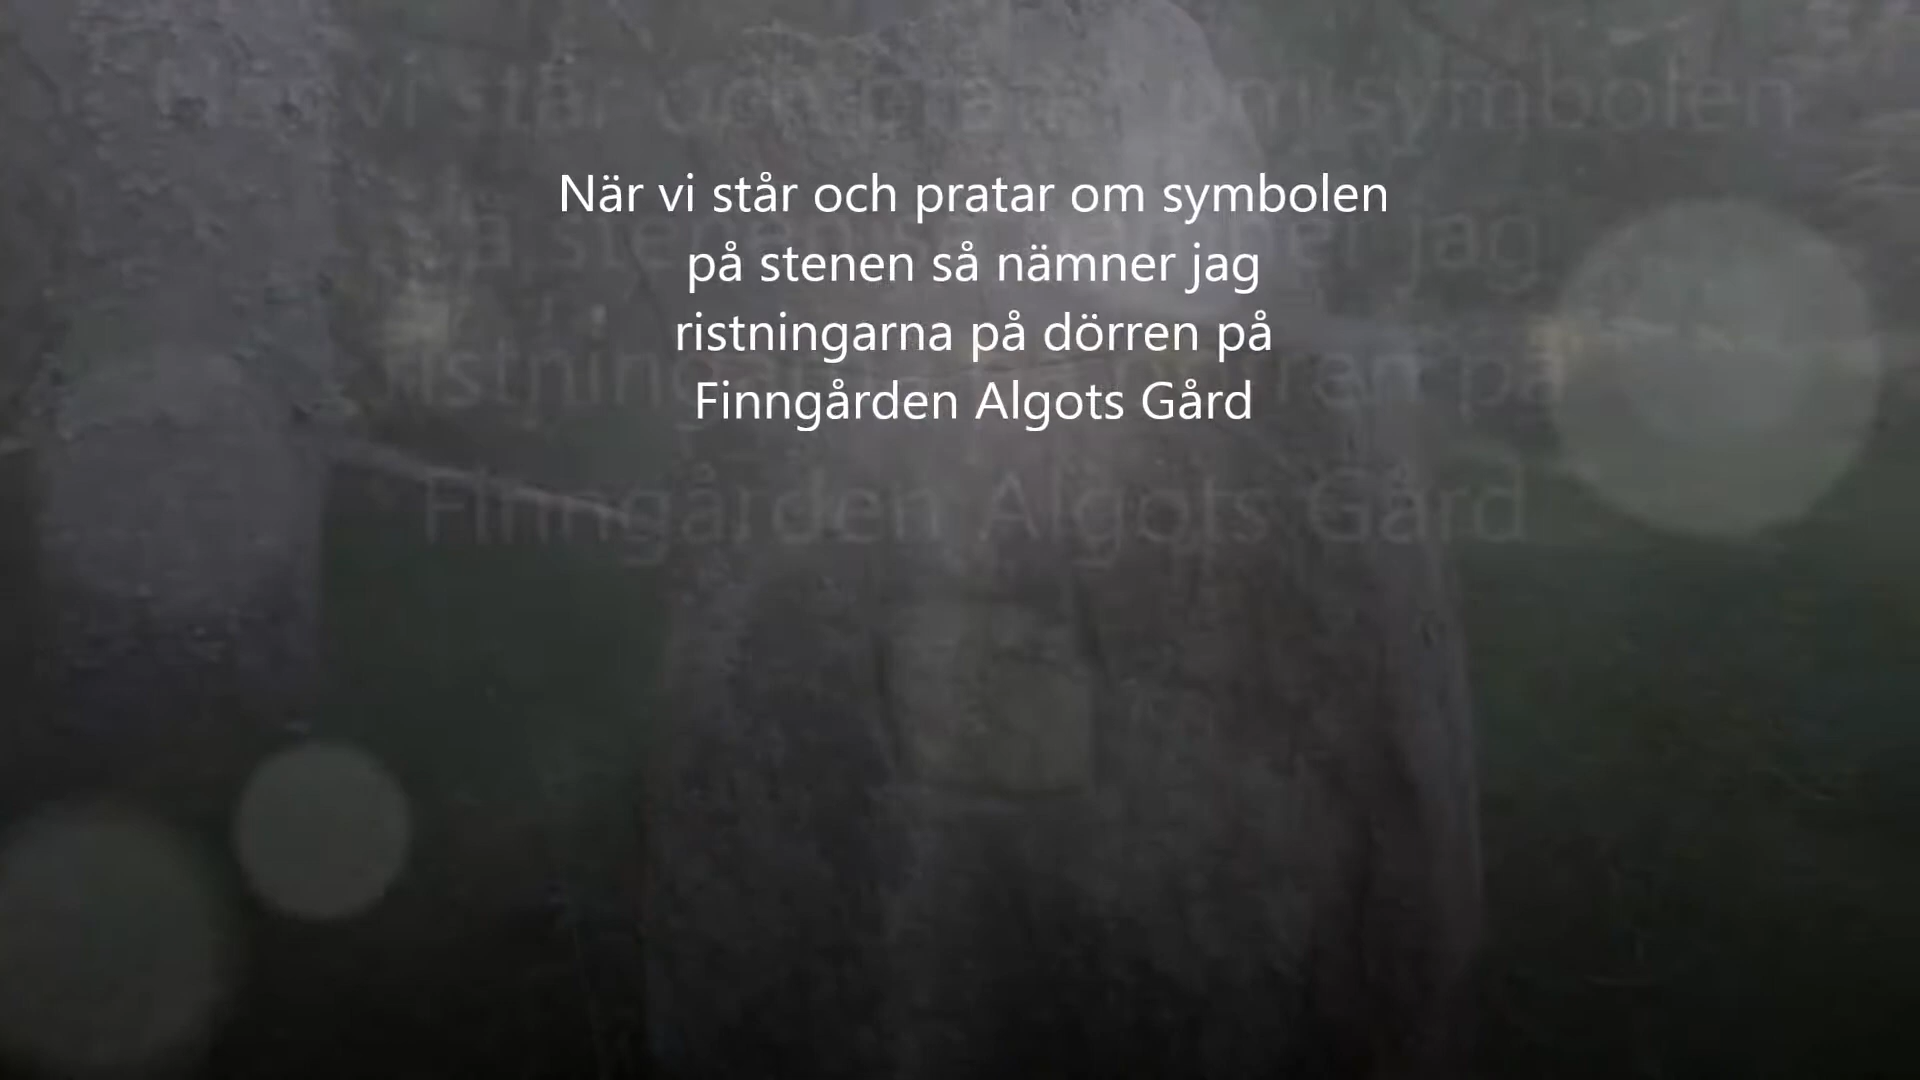 När vi står och pratar om symbolen
på stenen så nämner jag
ristningarna på dörren på
Finngården Algots Gård